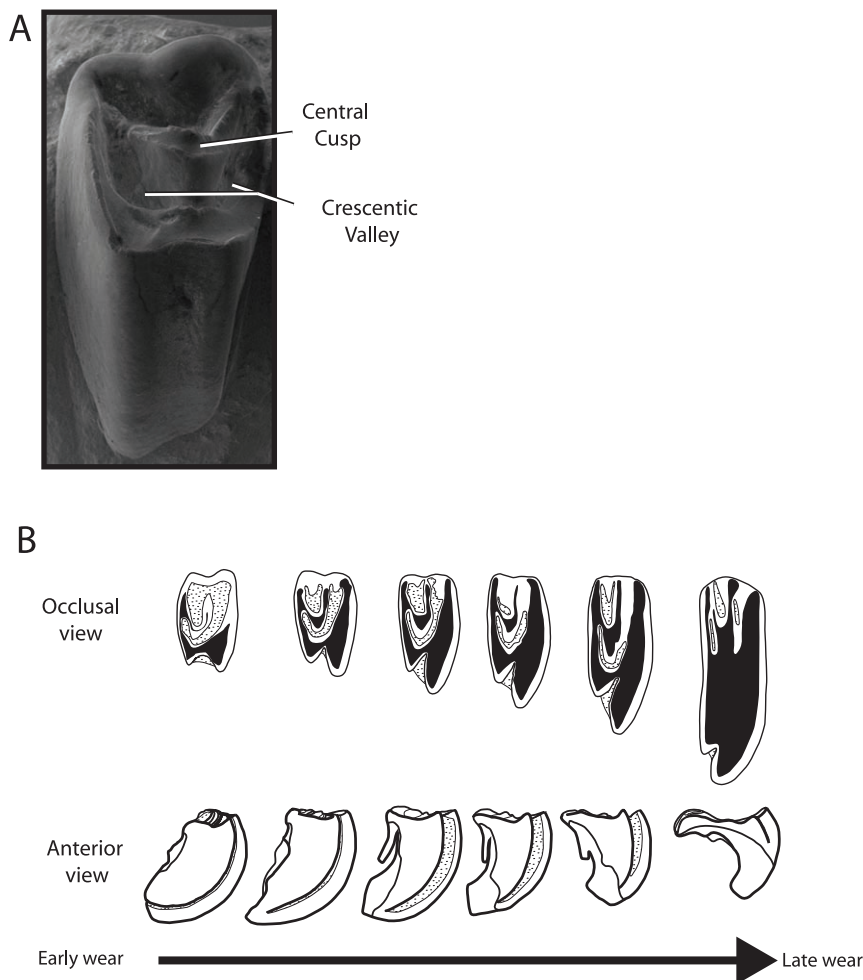 A
Central
Cusp
Crescentic
Valley
B
Occlusal
view
Anterior
view
Early wear
Late wear